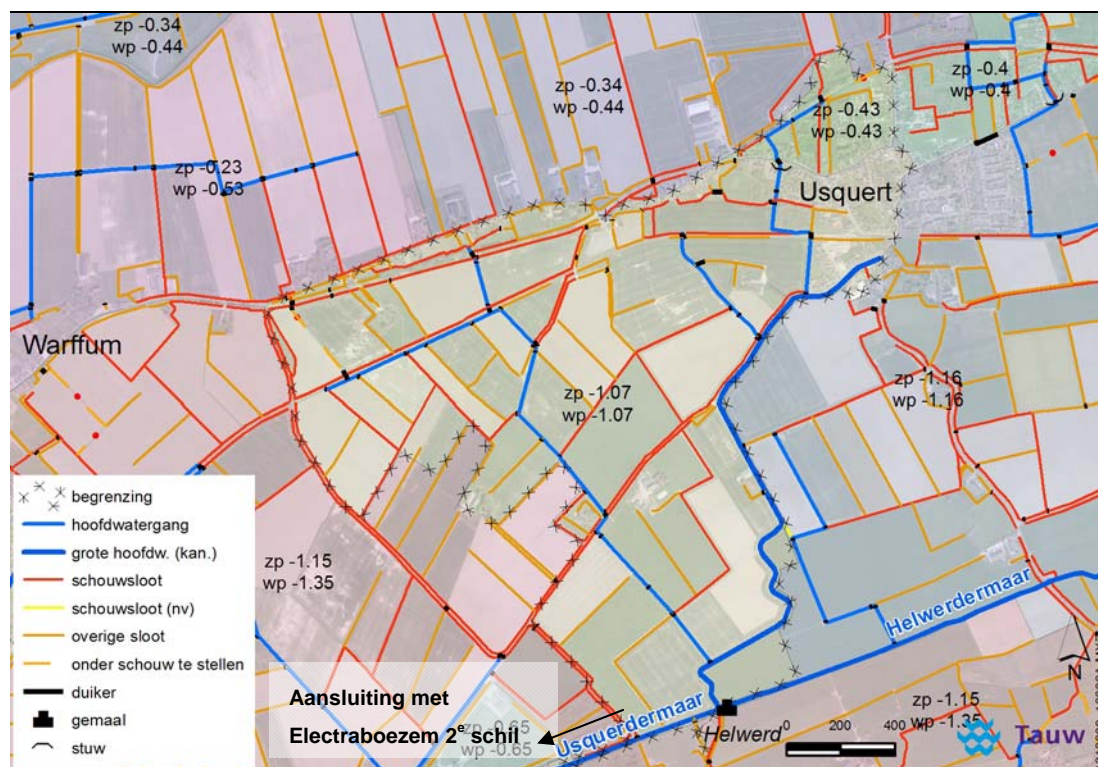 zp -0.34
wp -0.44
zp -0.34
wp -0.44
zp -0.4
wp -0.4
zp -0.43
wp -0.43
zp -0.23
wp -0.53
Usquert
Warffum
zp -1.07
wp -1.07
zp -1.16
wp -1.16
zp -1.15
wp -1.35
begrenzing
hoofdwatergang
grote hoofdw. (kan.)
schouwsloot
schouwsloot (nv)
overige sloot
onder schouw te stellen
duiker
gemaal
stuw
Helwerdermaar
Aansluiting met
Electraboezem 2e schil
zp -0.65
wp -0.65
Usquerdermaar
Helwerd
zp -1.15
wp -1.35
N
0 200 400
Tauw